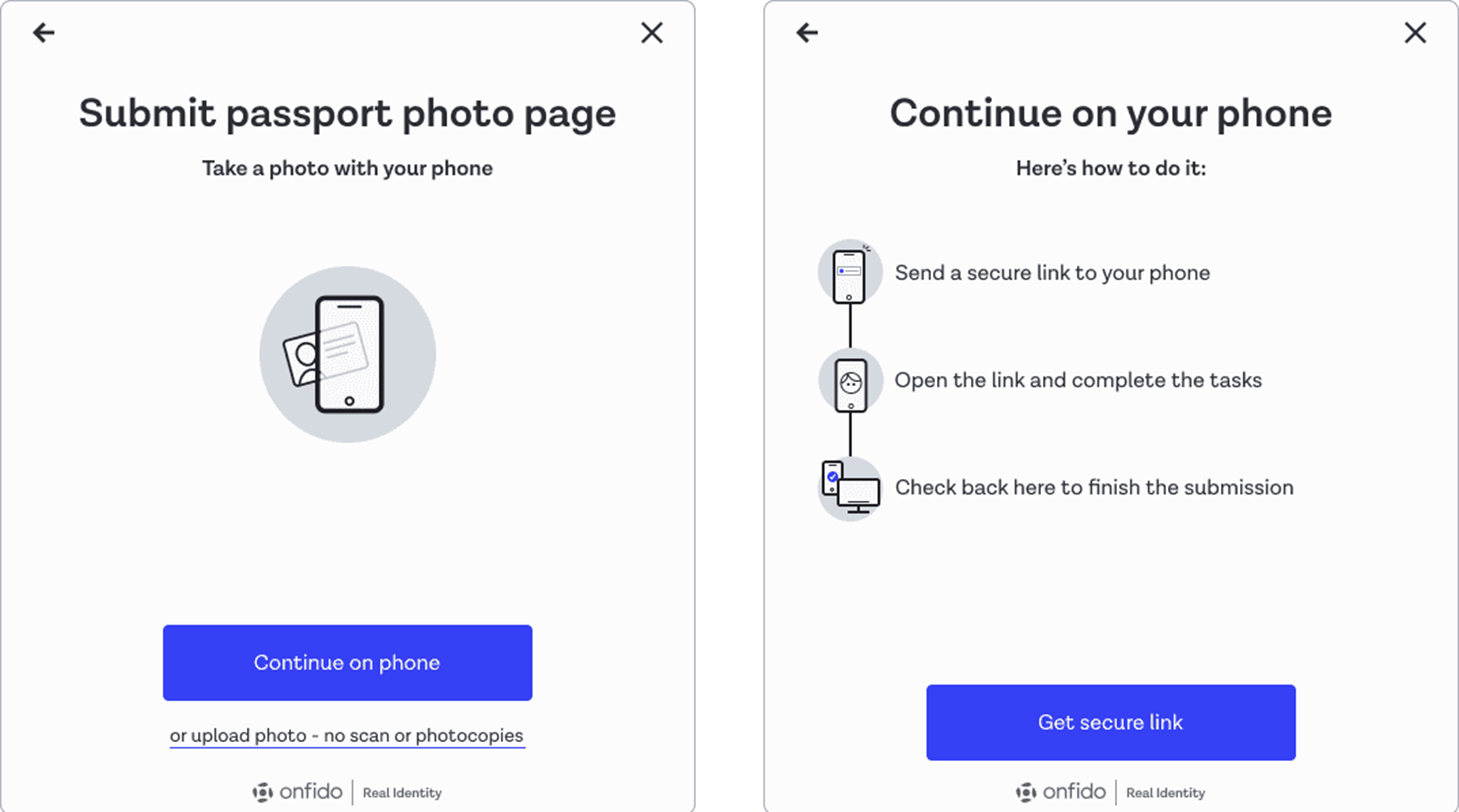 Submit passport photo page
Take a photo with your phone
Continue on phone
or upload photo - no scan or photocopies
onfido | Real Identity
Continue on your phone
Here’s how to do it:
Send a secure link to your phone
Open the link and complete the tasks
Check back here to finish the submission
Get secure link
onfido | Real Identity